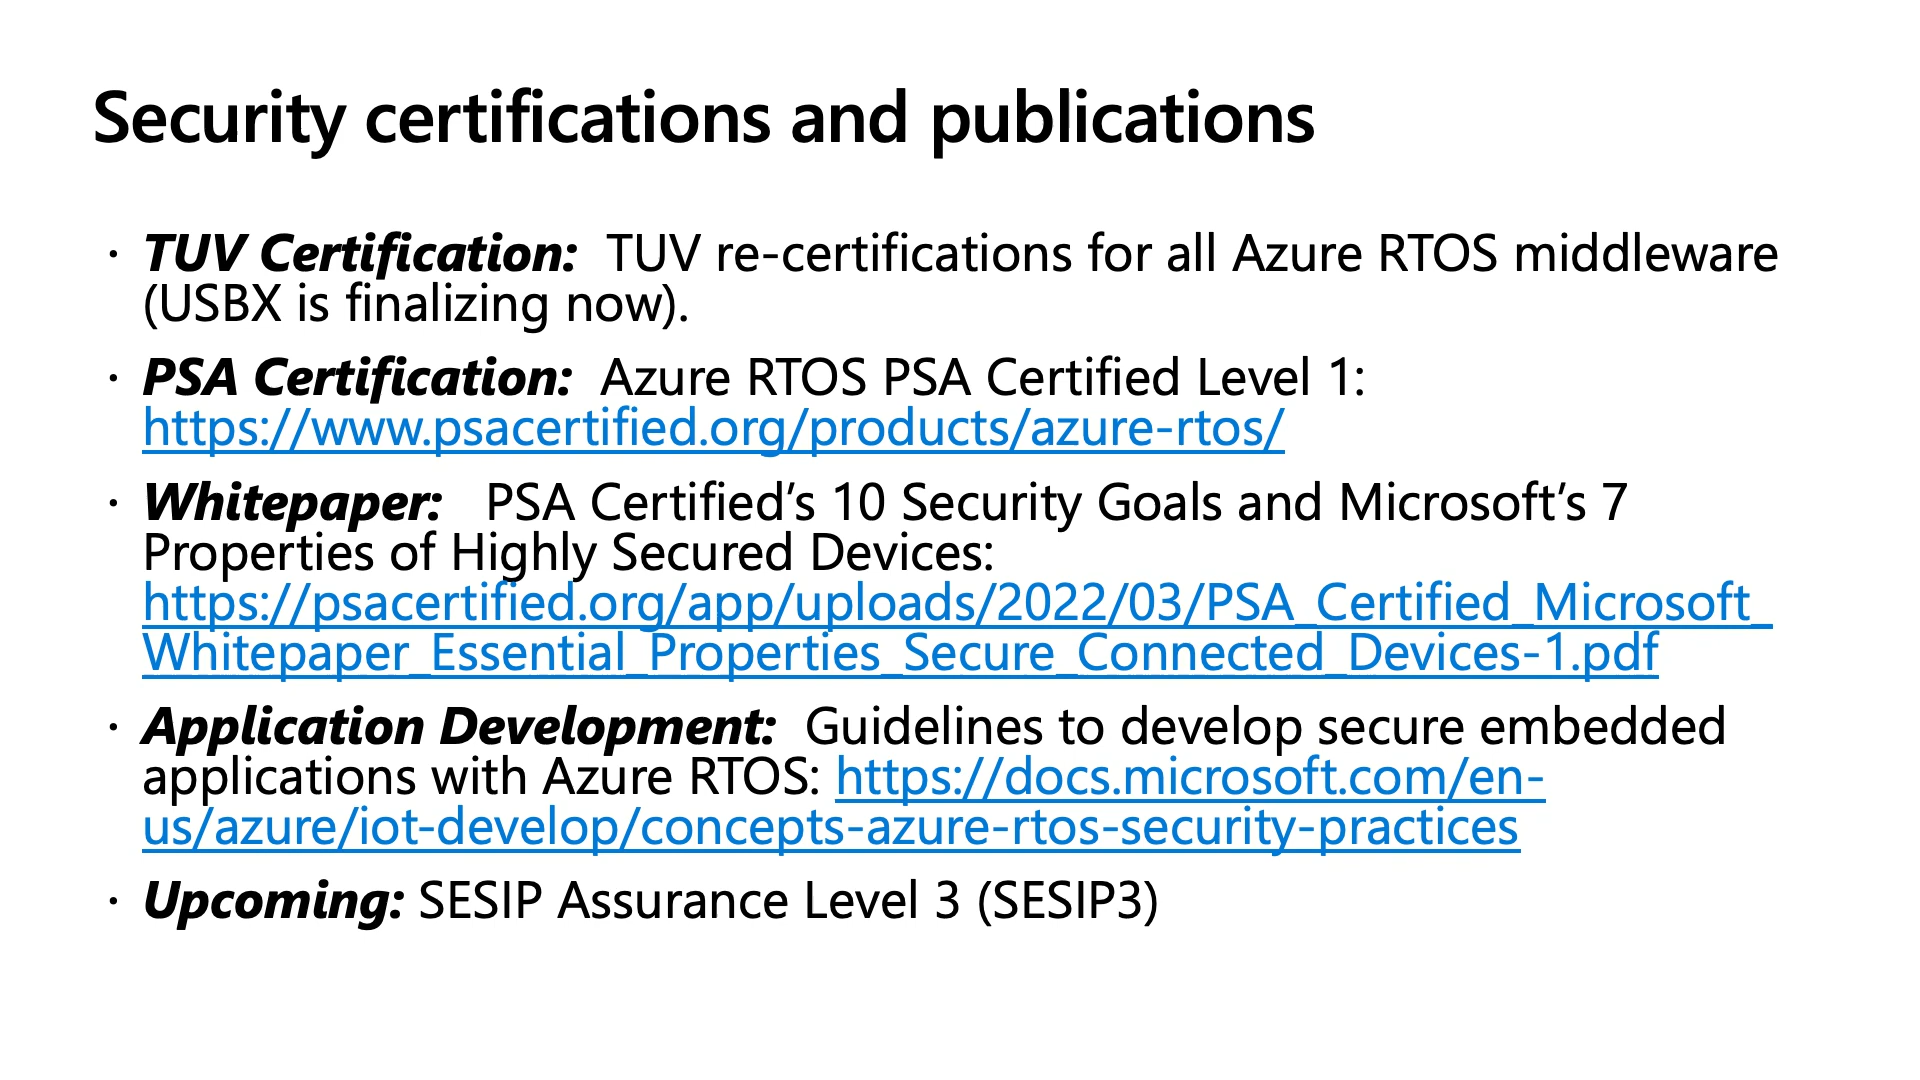 Security certifications and publications
· TUV Certification:  TUV re-certifications for all Azure RTOS middleware
(USBX is finalizing now).
· PSA Certification:  Azure RTOS PSA Certified Level 1:
https://www.psacertified.org/products/azure-rtos/
· Whitepaper:   PSA Certified’s 10 Security Goals and Microsoft’s 7
Properties of Highly Secured Devices:
https://psacertified.org/app/uploads/2022/03/PSA_Certified_Microsoft_
Whitepaper_Essential_Properties_Secure_Connected_Devices-1.pdf
· Application Development:  Guidelines to develop secure embedded
applications with Azure RTOS: https://docs.microsoft.com/en-
us/azure/iot-develop/concepts-azure-rtos-security-practices
· Upcoming: SESIP Assurance Level 3 (SESIP3)